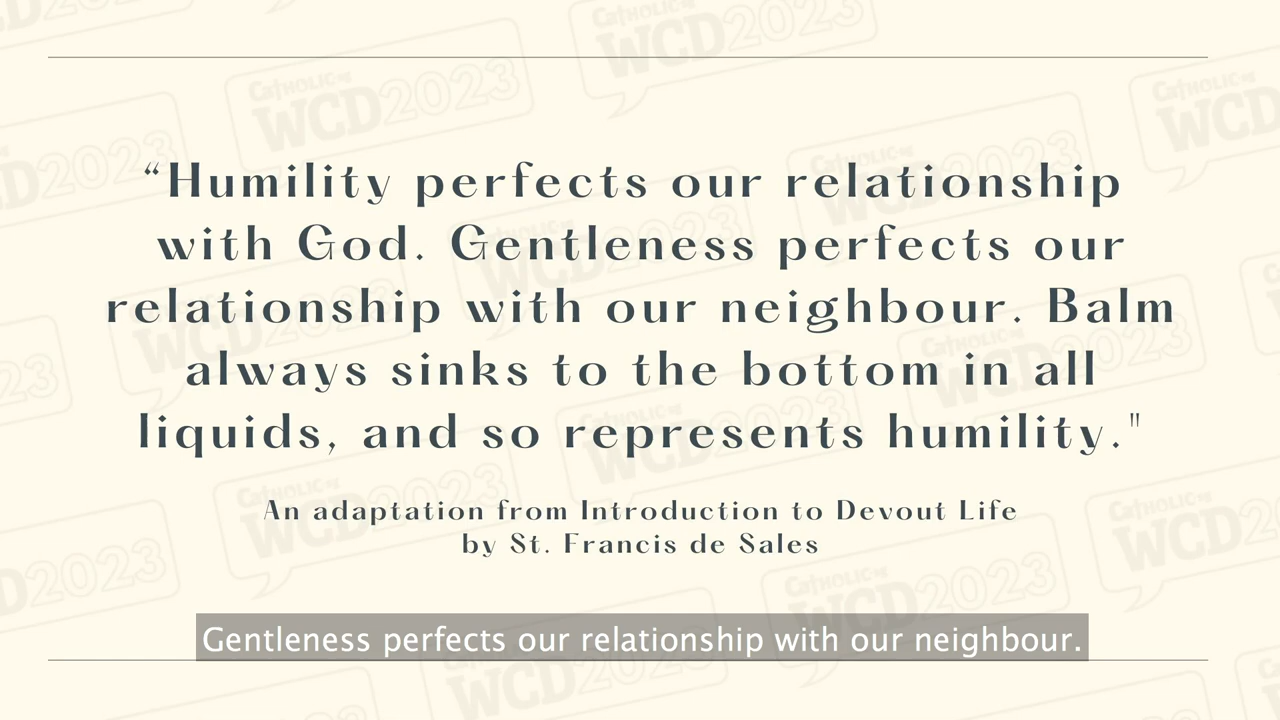 “Humility perfects our relationship
with God. Gentleness perfects our
relationship with our neighbour. Balm
always sinks to the bottom in all
liquids, and so represents humility."
An adaptation from Introduction to Devout Life
by St. Francis de Sales
Gentleness perfects our relationship with our neighbour.